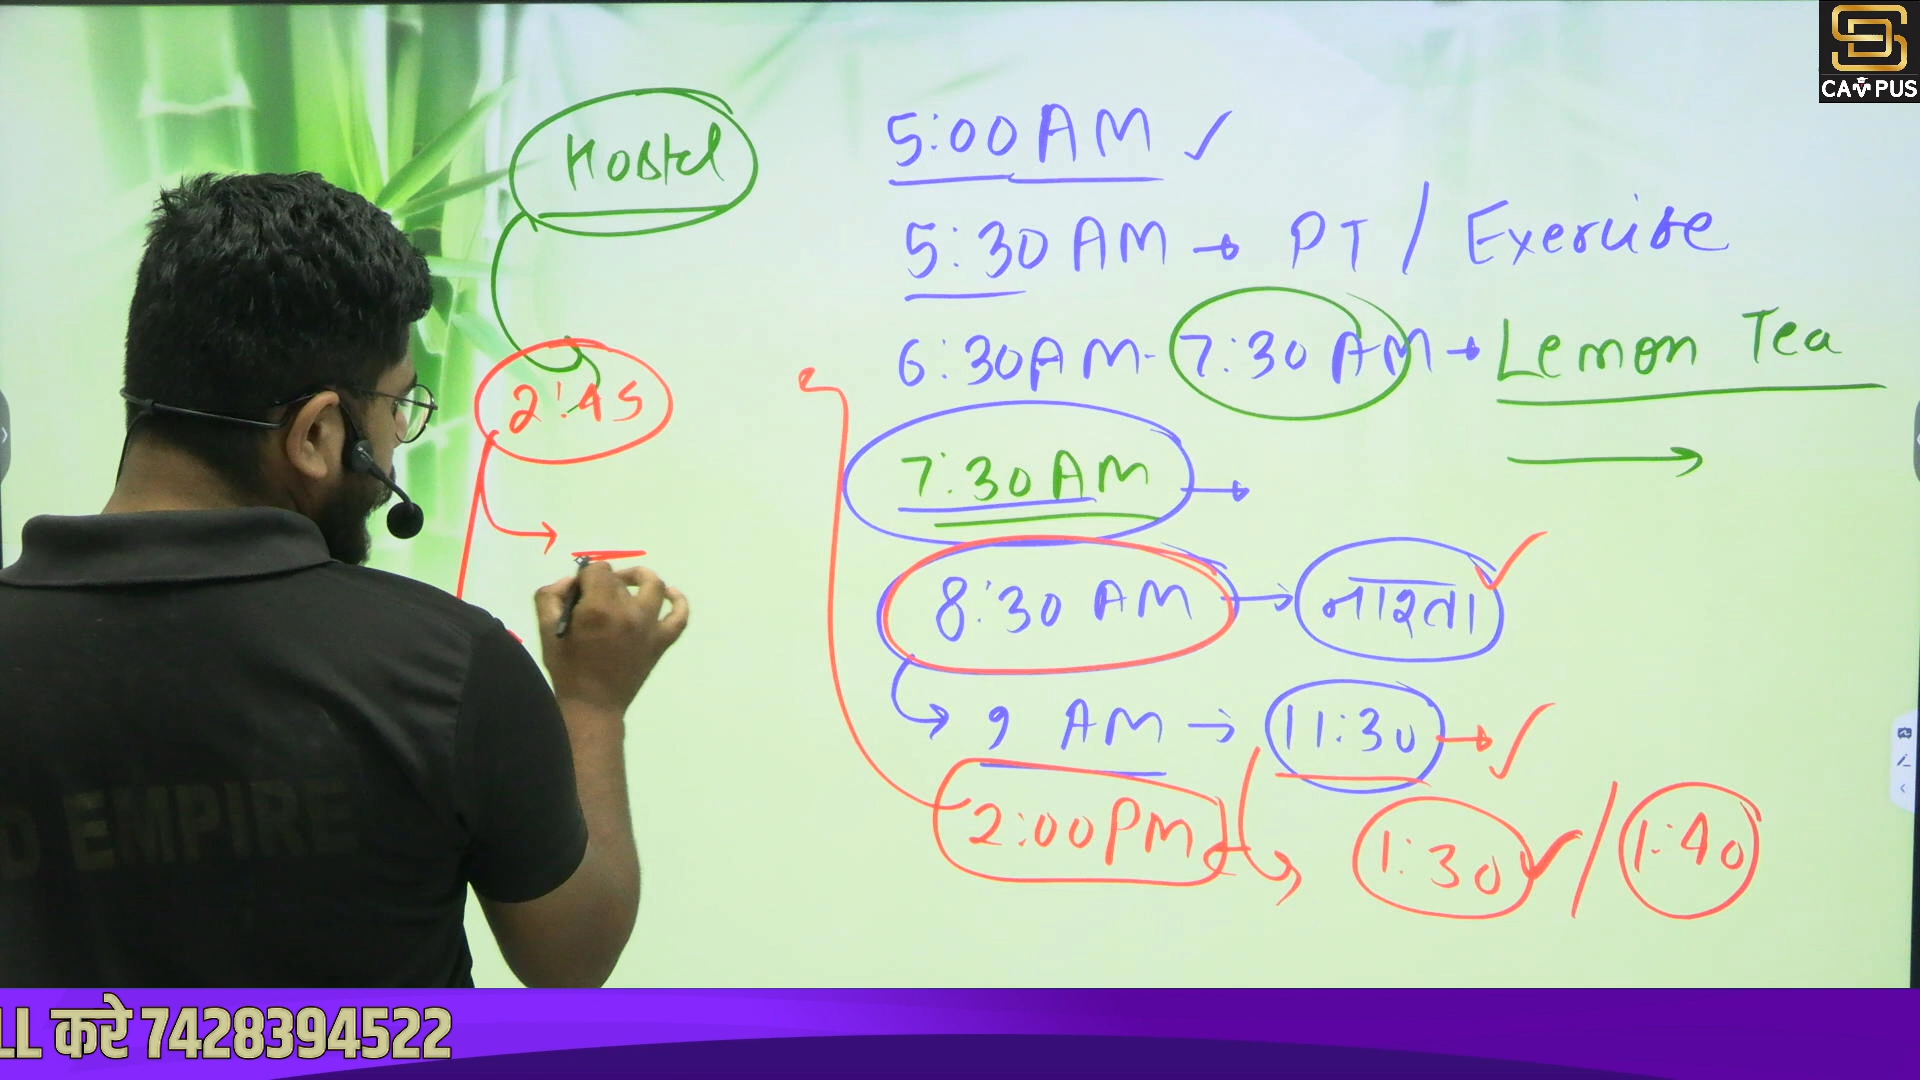 SD
CAMPUS
Hostel
5:00 AM ✓
5:30 AM → PT / Exercise
6:30 AM - 7:30 AM → Lemon Tea
2:45
7:30 AM →
8:30 AM → नाश्ता ✓
9 AM → 11:30 → ✓
2:00 PM
1:30 ✓ / 1:40
D EMPIRE
LL करे 7428394522